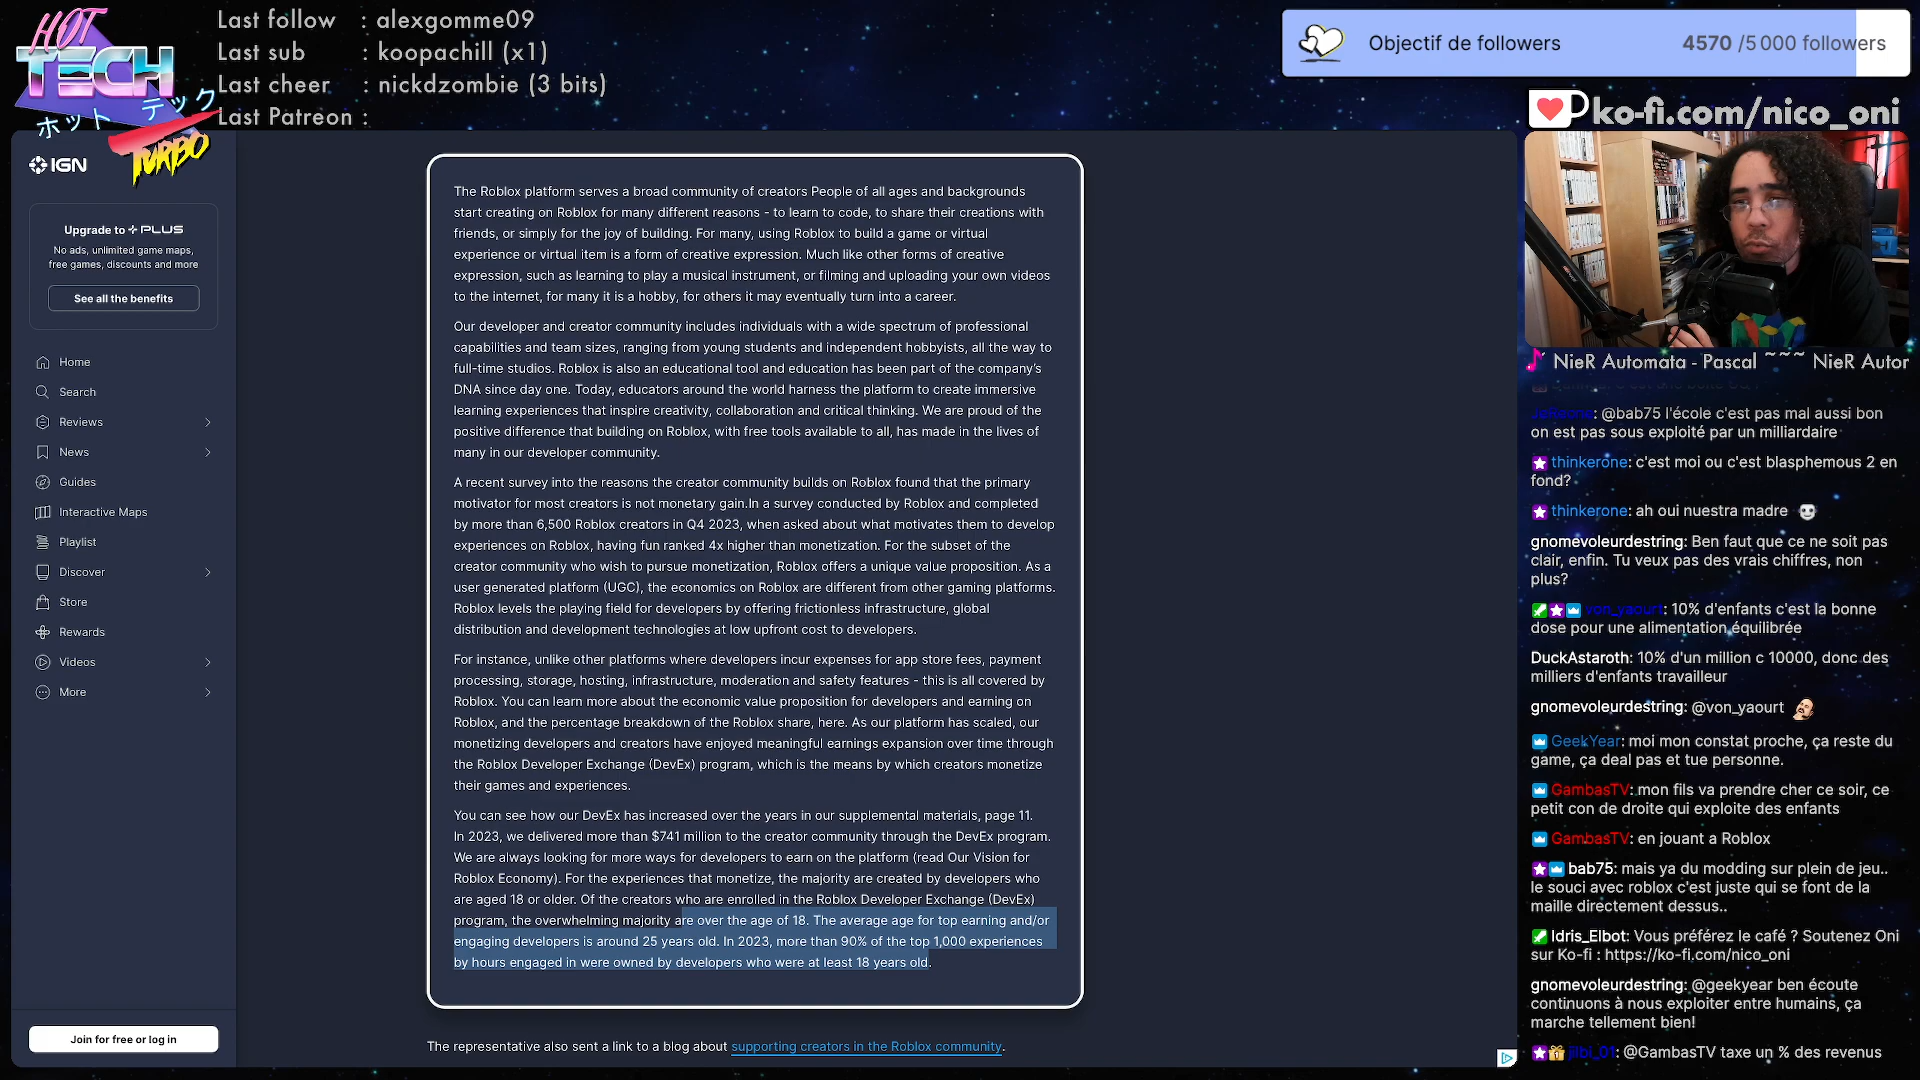 HOT
TECH
ホット テック
TURBO
Last follow : alexgomme09
Last sub : koopachill (x1)
Last cheer : nickdzombie (3 bits)
Last Patreon :
Objectif de followers 4570 /5 000 followers
ko-fi.com/nico_oni
IGN
Upgrade to PLUS
No ads, unlimited game maps,
free games, discounts and more
See all the benefits
Home
Search
Reviews
News
Guides
Interactive Maps
Playlist
Discover
Store
Rewards
Videos
More
Join for free or log in
The Roblox platform serves a broad community of creators People of all ages and backgrounds
start creating on Roblox for many different reasons - to learn to code, to share their creations with
friends, or simply for the joy of building. For many, using Roblox to build a game or virtual
experience or virtual item is a form of creative expression. Much like other forms of creative
expression, such as learning to play a musical instrument, or filming and uploading your own videos
to the internet, for many it is a hobby, for others it may eventually turn into a career.
Our developer and creator community includes individuals with a wide spectrum of professional
capabilities and team sizes, ranging from young students and independent hobbyists, all the way to
full-time studios. Roblox is also an educational tool and education has been part of the company's
DNA since day one. Today, educators around the world harness the platform to create immersive
learning experiences that inspire creativity, collaboration and critical thinking. We are proud of the
positive difference that building on Roblox, with free tools available to all, has made in the lives of
many in our developer community.
A recent survey into the reasons the creator community builds on Roblox found that the primary
motivator for most creators is not monetary gain.In a survey conducted by Roblox and completed
by more than 6,500 Roblox creators in Q4 2023, when asked about what motivates them to develop
experiences on Roblox, having fun ranked 4x higher than monetization. For the subset of the
creator community who wish to pursue monetization, Roblox offers a unique value proposition. As a
user generated platform (UGC), the economics on Roblox are different from other gaming platforms.
Roblox levels the playing field for developers by offering frictionless infrastructure, global
distribution and development technologies at low upfront cost to developers.
For instance, unlike other platforms where developers incur expenses for app store fees, payment
processing, storage, hosting, infrastructure, moderation and safety features - this is all covered by
Roblox. You can learn more about the economic value proposition for developers and earning on
Roblox, and the percentage breakdown of the Roblox share, here. As our platform has scaled, our
monetizing developers and creators have enjoyed meaningful earnings expansion over time through
the Roblox Developer Exchange (DevEx) program, which is the means by which creators monetize
their games and experiences.
You can see how our DevEx has increased over the years in our supplemental materials, page 11.
In 2023, we delivered more than $741 million to the creator community through the DevEx program.
We are always looking for more ways for developers to earn on the platform (read Our Vision for
Roblox Economy). For the experiences that monetize, the majority are created by developers who
are aged 18 or older. Of the creators who are enrolled in the Roblox Developer Exchange (DevEx)
program, the overwhelming majority are over the age of 18. The average age for top earning and/or
engaging developers is around 25 years old. In 2023, more than 90% of the top 1,000 experiences
by hours engaged in were owned by developers who were at least 18 years old.
The representative also sent a link to a blog about supporting creators in the Roblox community.
NieR Automata - Pascal ~~~ NieR Autor
JeReone: @bab75 l'école c'est pas mal aussi bon
on est pas sous exploité par un milliardaire
thinkerone: c'est moi ou c'est blasphemous 2 en
fond?
thinkerone: ah oui nuestra madre
gnomevoleurdestring: Ben faut que ce ne soit pas
clair, enfin. Tu veux pas des vrais chiffres, non
plus?
von_yaourt: 10% d'enfants c'est la bonne
dose pour une alimentation équilibrée
DuckAstaroth: 10% d'un million c 10000, donc des
milliers d'enfants travailleur
gnomevoleurdestring: @von_yaourt
GeekYear: moi mon constat proche, ça reste du
game, ça deal pas et tue personne.
GambasTV: mon fils va prendre cher ce soir, ce
petit con de droite qui exploite des enfants
GambasTV: en jouant a Roblox
bab75: mais ya du modding sur plein de jeu..
le souci avec roblox c'est juste qui se font de la
maille directement dessus..
Idris_Elbot: Vous préférez le café ? Soutenez Oni
sur Ko-fi : https://ko-fi.com/nico_oni
gnomevoleurdestring: @geekyear ben écoute
continuons à nous exploiter entre humains, ça
marche tellement bien!
jilbi_01: @GambasTV taxe un % des revenus